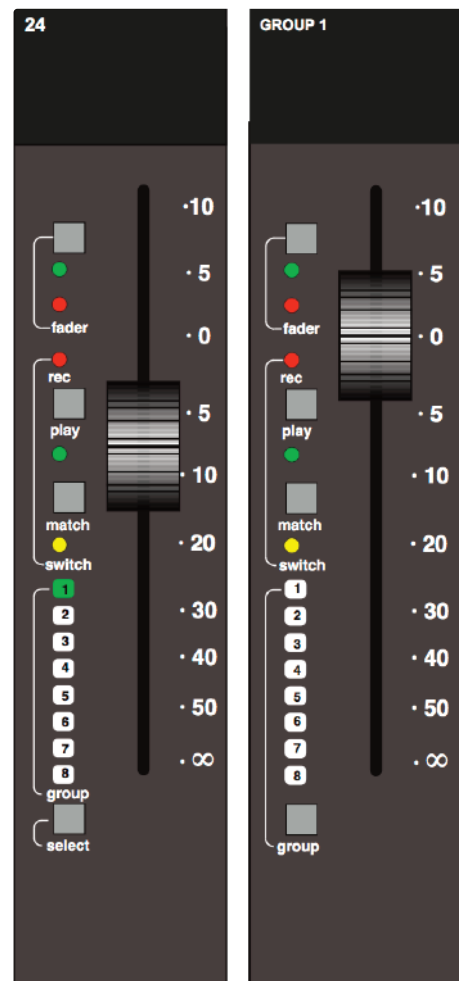 24
·10
· 5
fader
· 0
rec
· 5
play
· 10
match
· 20
switch
1
2
· 30
3
4
· 40
5
6
· 50
7
8
· ∞
group
select
GROUP 1
·10
· 5
fader
· 0
rec
· 5
play
· 10
match
· 20
switch
1
2
· 30
3
4
· 40
5
6
· 50
7
8
· ∞
group